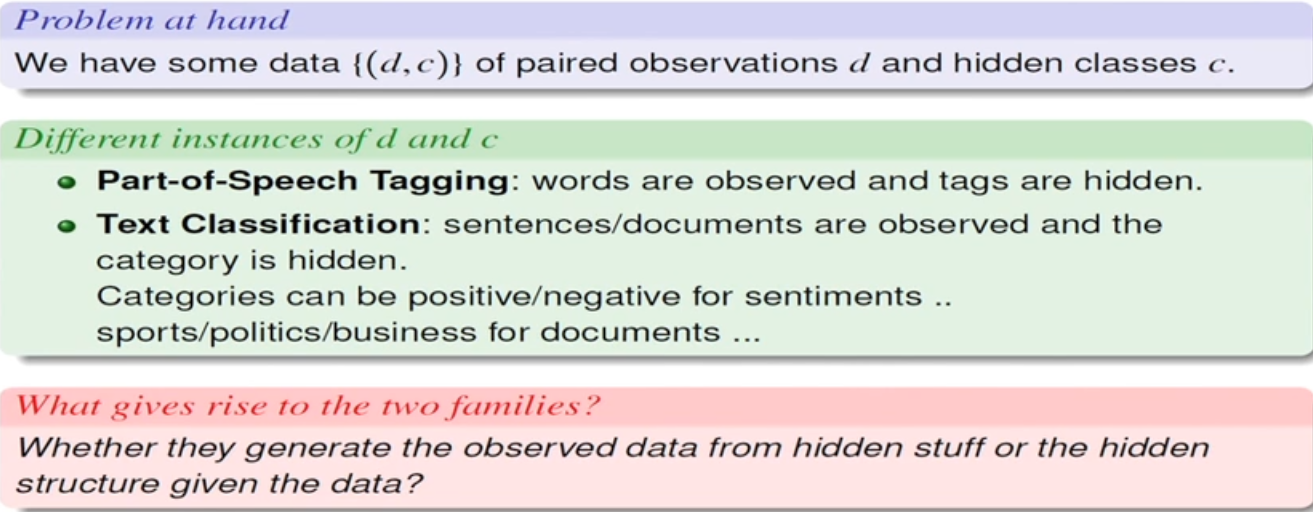 Problem at hand
We have some data {(d,c)} of paired observations d and hidden classes c.
Different instances of d and c
Part-of-Speech Tagging: words are observed and tags are hidden.
Text Classification: sentences/documents are observed and the
category is hidden.
Categories can be positive/negative for sentiments ..
sports/politics/business for documents ...
What gives rise to the two families?
Whether they generate the observed data from hidden stuff or the hidden
structure given the data?